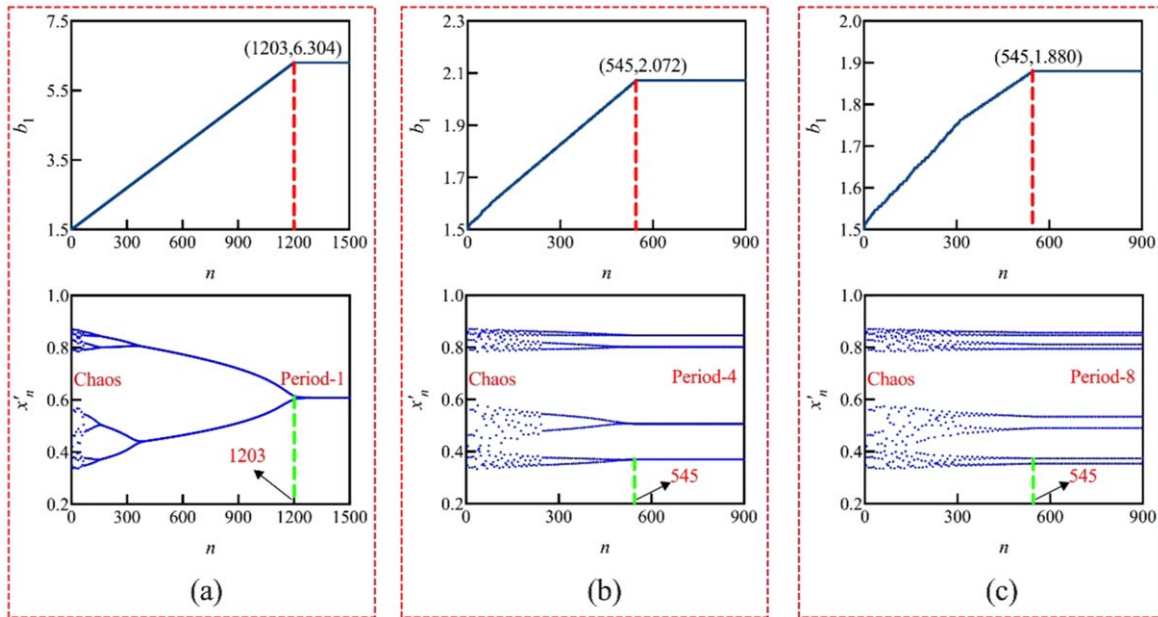 7.5
5.5
3.5
1.5
b₁
(1203,6.304)
0 300 600 900 1200 1500
n
2.3
2.1
1.9
1.7
1.5
b₁
(545,2.072)
0 300 600 900
n
2.0
1.9
1.8
1.7
1.6
1.5
b₁
(545,1.880)
0 300 600 900
n
1.0
0.8
0.6
0.4
0.2
x'ₙ
Chaos Period-1
1203
0 300 600 900 1200 1500
n
(a)
1.0
0.8
0.6
0.4
0.2
x'ₙ
Chaos Period-4
545
0 300 600 900
n
(b)
1.0
0.8
0.6
0.4
0.2
x'ₙ
Chaos Period-8
545
0 300 600 900
n
(c)